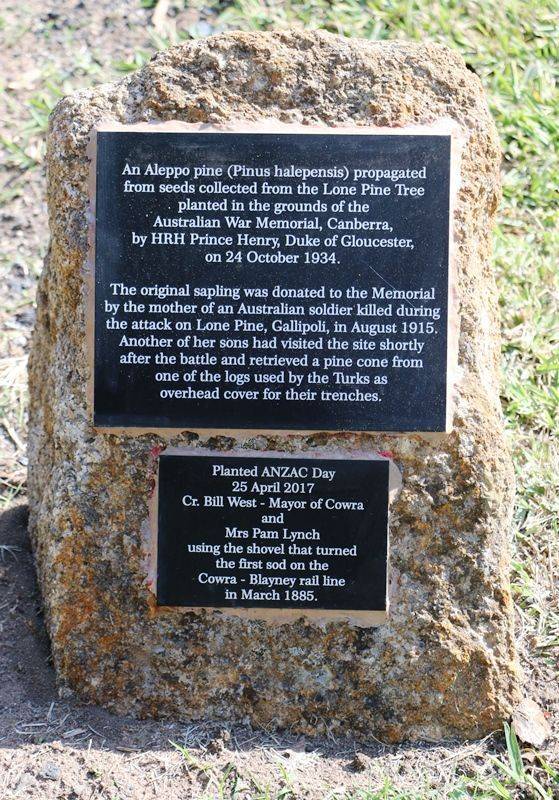 An Aleppo pine (Pinus halepensis) propagated
from seeds collected from the Lone Pine Tree
planted in the grounds of the
Australian War Memorial, Canberra,
by HRH Prince Henry, Duke of Gloucester,
on 24 October 1934.
The original sapling was donated to the Memorial
by the mother of an Australian soldier killed during
the attack on Lone Pine, Gallipoli, in August 1915.
Another of her sons had visited the site shortly
after the battle and retrieved a pine cone from
one of the logs used by the Turks as
overhead cover for their trenches.
Planted ANZAC Day
25 April 2017
Cr. Bill West - Mayor of Cowra
and
Mrs Pam Lynch
using the shovel that turned
the first sod on the
Cowra - Blayney rail line
in March 1885.